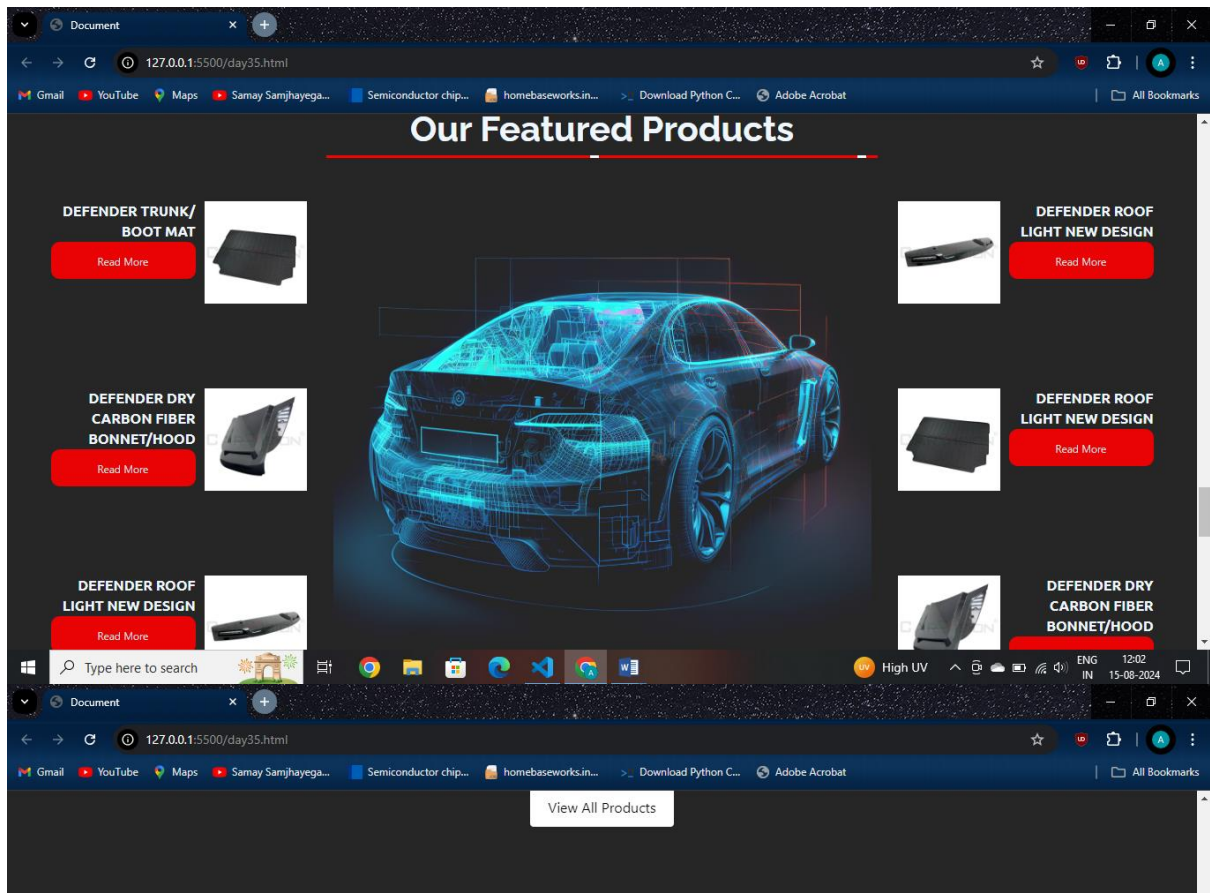 Document
127.0.0.1:5500/day35.html
Gmail YouTube Maps Samay Samjhayega... Semiconductor chip... homebaseworks.in... Download Python C... Adobe Acrobat All Bookmarks
Our Featured Products
DEFENDER TRUNK/
BOOT MAT
Read More
DEFENDER ROOF
LIGHT NEW DESIGN
Read More
DEFENDER DRY
CARBON FIBER
BONNET/HOOD
Read More
DEFENDER ROOF
LIGHT NEW DESIGN
Read More
DEFENDER ROOF
LIGHT NEW DESIGN
Read More
DEFENDER DRY
CARBON FIBER
BONNET/HOOD
Type here to search
High UV
ENG
IN
12:02
15-08-2024
Document
127.0.0.1:5500/day35.html
Gmail YouTube Maps Samay Samjhayega... Semiconductor chip... homebaseworks.in... Download Python C... Adobe Acrobat All Bookmarks
View All Products